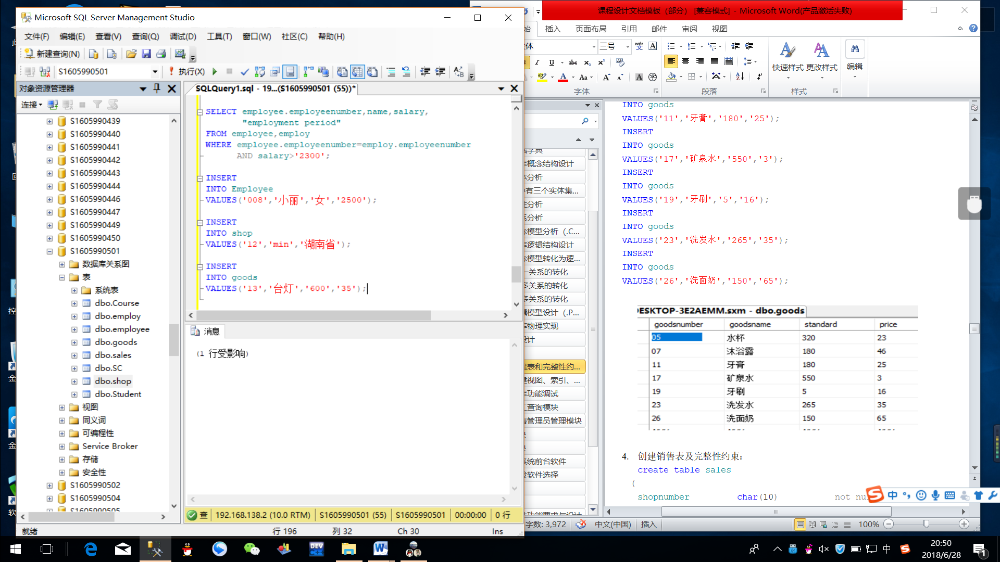 Microsoft SQL Server Management Studio
文件(F) 编辑(E) 查看(V) 查询(Q) 调试(D) 工具(T) 窗口(W) 社区(C) 帮助(H)
新建查询(N)
S1605990501 执行(X)
对象资源管理器
连接
S1605990439
S1605990440
S1605990441
S1605990442
S1605990443
S1605990444
S1605990446
S1605990447
S1605990449
S1605990450
S1605990501
数据库关系图
表
系统表
dbo.Course
dbo.employ
dbo.employee
dbo.goods
dbo.sales
dbo.SC
dbo.shop
dbo.Student
视图
同义词
可编程性
Service Broker
存储
安全性
S1605990502
S1605990504
S1605990505
SQLQuery1.sql - 19...(S1605990501 (55))*
SELECT employee.employeenumber,name,salary,
"employment period"
FROM employee,employ
WHERE employee.employeenumber=employ.employeenumber
AND salary>'2300';
INSERT
INTO Employee
VALUES('008','小丽','女','2500');
INSERT
INTO shop
VALUES('12','min','湖南省');
INSERT
INTO goods
VALUES('13','台灯','600','35');
消息
(1 行受影响)
查 192.168.138.2 (10.0 RTM) S1605990501 (55) S1605990501 00:00:00 0 行
就绪 行 196 列 32 Ch 30 Ins
课程设计文档模板（部分） [兼容模式] - Microsoft Word(产品激活失败)
始 插入 页面布局 引用 邮件 审阅 视图
体 三号
快速样式 更改样式 编辑
字体 段落 样式
字典
概念结构设计
分析
有三个实体集...
分析
分析
模型分析（.C...
逻辑结构设计
模型转化为逻...
一关系的转化
多关系的转化
多关系的转化
模型设计（.P...
物理实现
设计
表和完整性约...
视图、索引、...
功能调试
查询模块
管理员管理模块
系统前台软件
软件选择
INTO goods
VALUES('11','牙膏','180','25');
INSERT
INTO goods
VALUES('17','矿泉水','550','3');
INSERT
INTO goods
VALUES('19','牙刷','5','16');
INSERT
INTO goods
VALUES('23','洗发水','265','35');
INSERT
INTO goods
VALUES('26','洗面奶','150','65');
DESKTOP-3E2AEMM.sxm - dbo.goods
goodsnumber goodsname standard price
05 水杯 320 23
07 沐浴露 180 46
11 牙膏 180 25
17 矿泉水 550 3
19 牙刷 5 16
23 洗发水 265 35
26 洗面奶 150 65
4. 创建销售表及完整性约束：
create table sales
(
shopnumber char(10) not nu
中
字数: 3,972 中文(中国) 插入 100%
DEV C++
中
20:50
2018/6/28
1